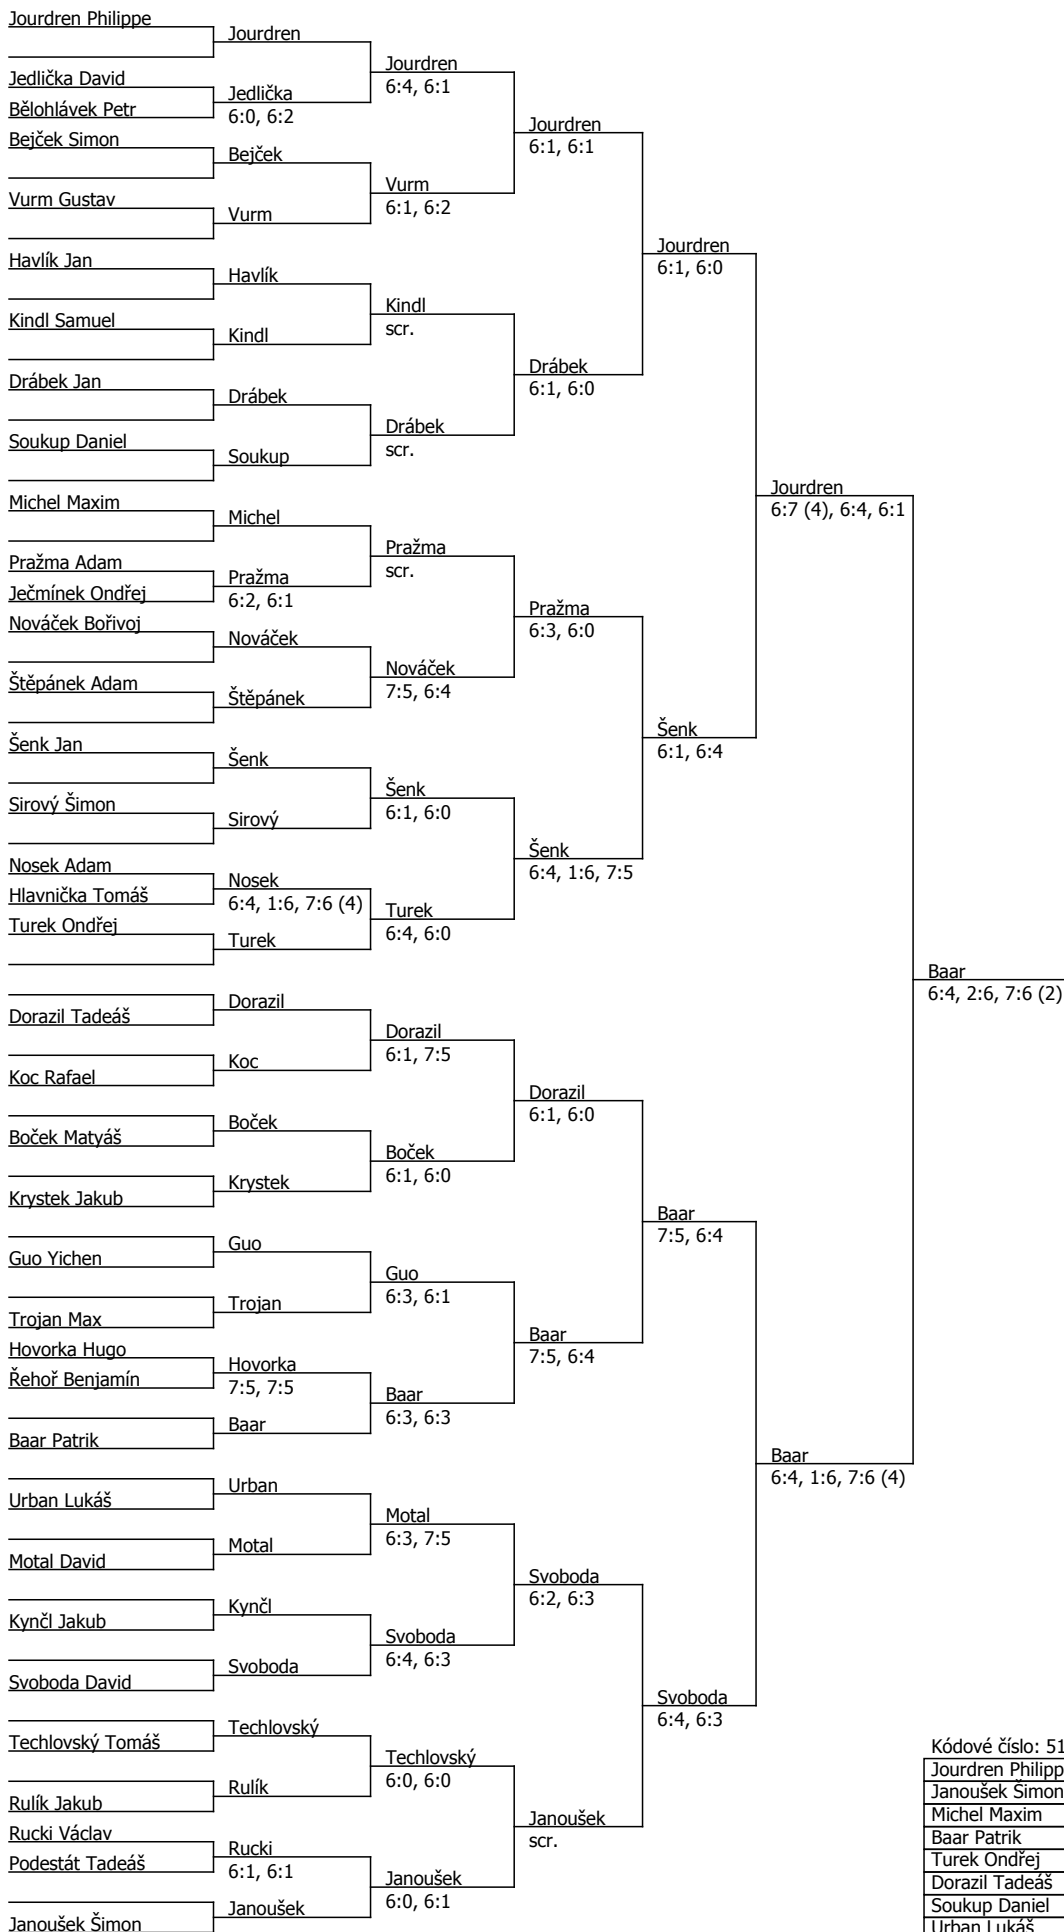 Jourdren Philippe
Jedlička David
Bělohlávek Petr
Bejček Simon
Vurm Gustav
Havlík Jan
Kindl Samuel
Drábek Jan
Soukup Daniel
Michel Maxim
Pražma Adam
Ječmínek Ondřej
Nováček Bořivoj
Štěpánek Adam
Šenk Jan
Sirový Šimon
Nosek Adam
Hlavnička Tomáš
Turek Ondřej
Dorazil Tadeáš
Koc Rafael
Boček Matyáš
Krystek Jakub
Guo Yichen
Trojan Max
Hovorka Hugo
Řehoř Benjamín
Baar Patrik
Urban Lukáš
Motal David
Kynčl Jakub
Svoboda David
Techlovský Tomáš
Rulík Jakub
Rucki Václav
Podestát Tadeáš
Janoušek Šimon
Jourdren
Jedlička
6:0, 6:2
Bejček
Vurm
Havlík
Kindl
Drábek
Soukup
Michel
Pražma
6:2, 6:1
Nováček
Štěpánek
Šenk
Sirový
Nosek
6:4, 1:6, 7:6 (4)
Turek
Dorazil
Koc
Boček
Krystek
Guo
Trojan
Hovorka
7:5, 7:5
Baar
Urban
Motal
Kynčl
Svoboda
Techlovský
Rulík
Rucki
6:1, 6:1
Janoušek
Jourdren
6:4, 6:1
Vurm
6:1, 6:2
Kindl
scr.
Drábek
scr.
Pražma
scr.
Nováček
7:5, 6:4
Šenk
6:1, 6:0
Turek
6:4, 6:0
Dorazil
6:1, 7:5
Boček
6:1, 6:0
Guo
6:3, 6:1
Baar
6:3, 6:3
Motal
6:3, 7:5
Svoboda
6:4, 6:3
Techlovský
6:0, 6:0
Janoušek
6:0, 6:1
Jourdren
6:1, 6:1
Drábek
6:1, 6:0
Pražma
6:3, 6:0
Šenk
6:4, 1:6, 7:5
Dorazil
6:1, 6:0
Baar
7:5, 6:4
Svoboda
6:2, 6:3
Janoušek
scr.
Jourdren
6:1, 6:0
Šenk
6:1, 6:4
Baar
7:5, 6:4
Svoboda
6:4, 6:3
Jourdren
6:7 (4), 6:4, 6:1
Baar
6:4, 1:6, 7:6 (4)
Baar
6:4, 2:6, 7:6 (2)
Kódové číslo: 51
Jourdren Philipp
Janoušek Šimon
Michel Maxim
Baar Patrik
Turek Ondřej
Dorazil Tadeáš
Soukup Daniel
Urban Lukáš